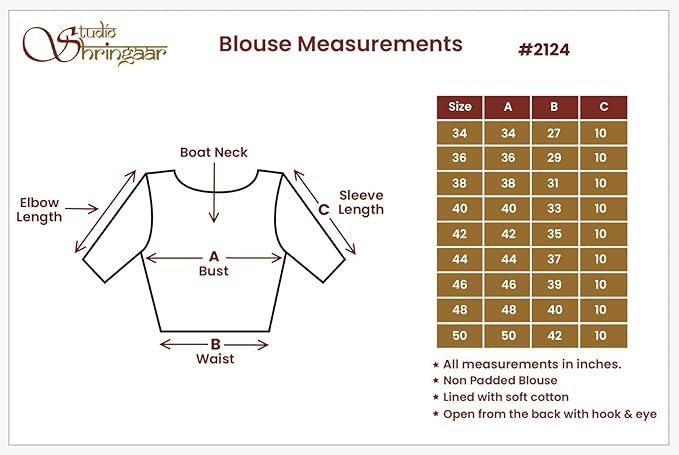 Studio
Shringaar
Blouse Measurements
#2124
Boat Neck
Elbow
Length
C
Sleeve
Length
A
Bust
B
Waist
Size A B C
34 34 27 10
36 36 29 10
38 38 31 10
40 40 33 10
42 42 35 10
44 44 37 10
46 46 39 10
48 48 40 10
50 50 42 10
★ All measurements in inches.
★ Non Padded Blouse
★ Lined with soft cotton
★ Open from the back with hook & eye